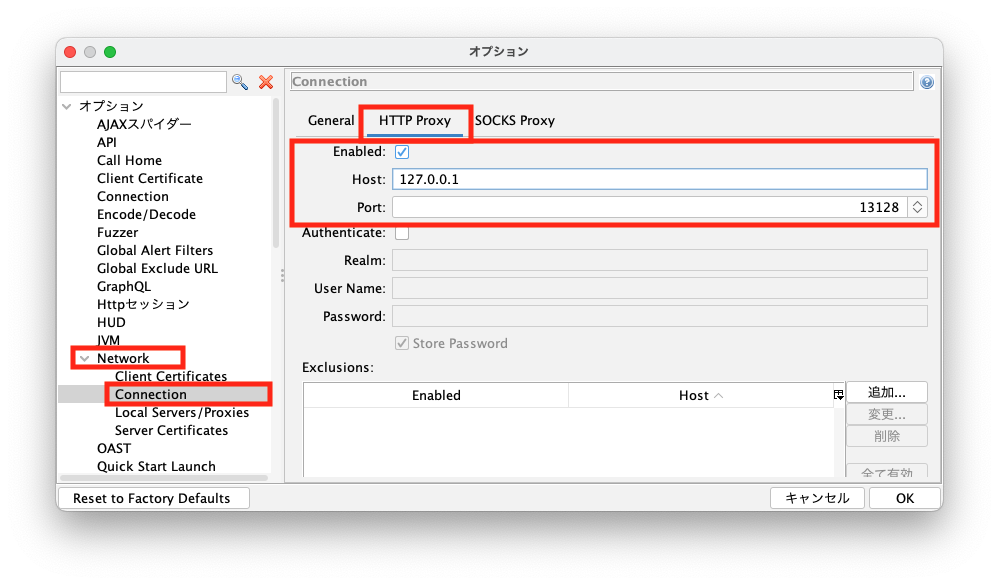 オプション
Connection
オプション
AJAXスパイダー
API
Call Home
Client Certificate
Connection
Encode/Decode
Fuzzer
Global Alert Filters
Global Exclude URL
GraphQL
Httpセッション
HUD
JVM
Network
Client Certificates
Connection
Local Servers/Proxies
Server Certificates
OAST
Quick Start Launch
General HTTP Proxy SOCKS Proxy
Enabled:
Host: 127.0.0.1
Port: 13128
Authenticate:
Realm:
User Name:
Password:
Store Password
Exclusions:
Enabled Host
追加...
変更...
削除
全て有効
Reset to Factory Defaults キャンセル OK